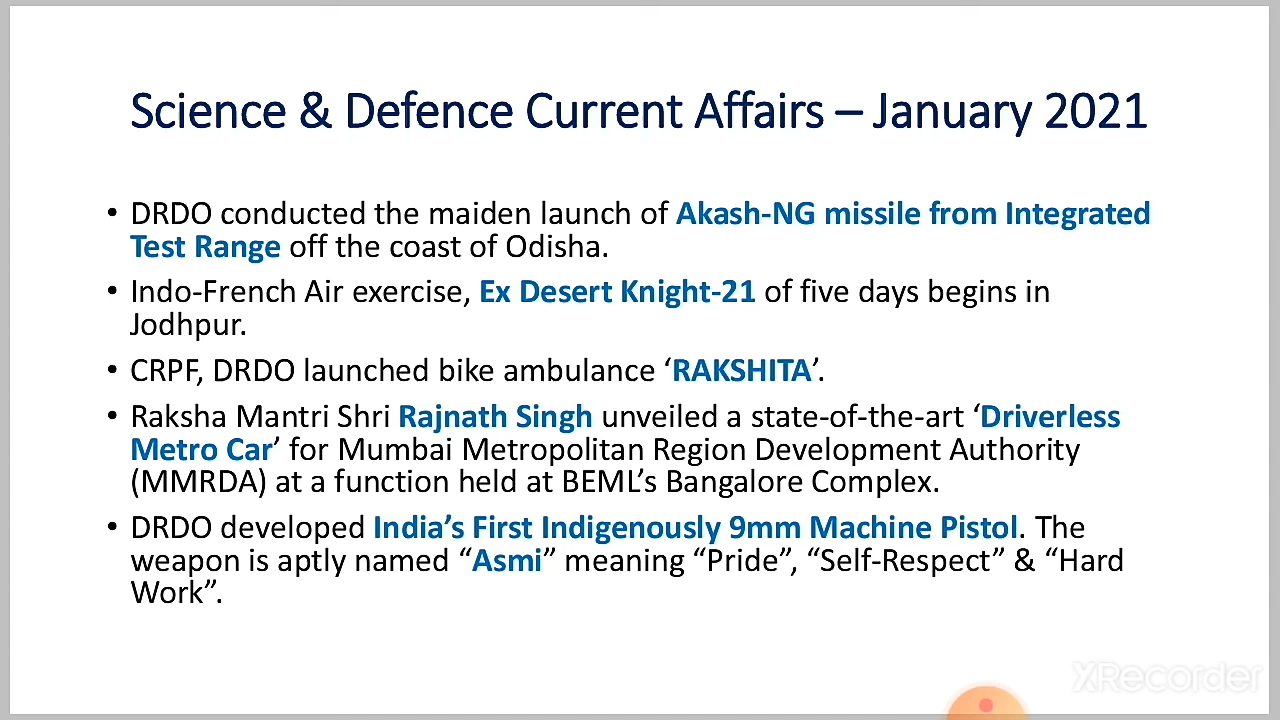 Science & Defence Current Affairs – January 2021
• DRDO conducted the maiden launch of Akash-NG missile from Integrated
Test Range off the coast of Odisha.
• Indo-French Air exercise, Ex Desert Knight-21 of five days begins in
Jodhpur.
• CRPF, DRDO launched bike ambulance ‘RAKSHITA’.
• Raksha Mantri Shri Rajnath Singh unveiled a state-of-the-art ‘Driverless
Metro Car’ for Mumbai Metropolitan Region Development Authority
(MMRDA) at a function held at BEML’s Bangalore Complex.
• DRDO developed India’s First Indigenously 9mm Machine Pistol. The
weapon is aptly named “Asmi” meaning “Pride”, “Self-Respect” & “Hard
Work”.
XRecorder